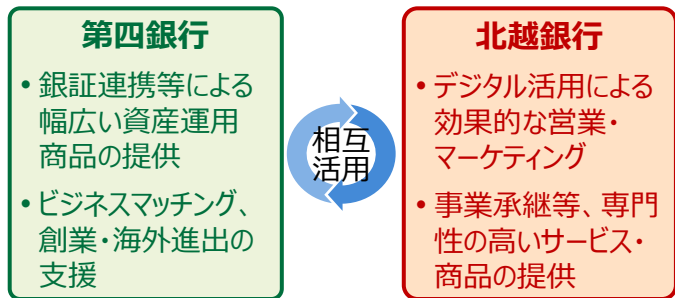 第四銀行
• 銀証連携等による
幅広い資産運用
商品の提供
• ビジネスマッチング、
創業・海外進出の
支援
相互
活用
北越銀行
• デジタル活用による
効果的な営業・
マーケティング
• 事業承継等、専門
性の高いサービス・
商品の提供